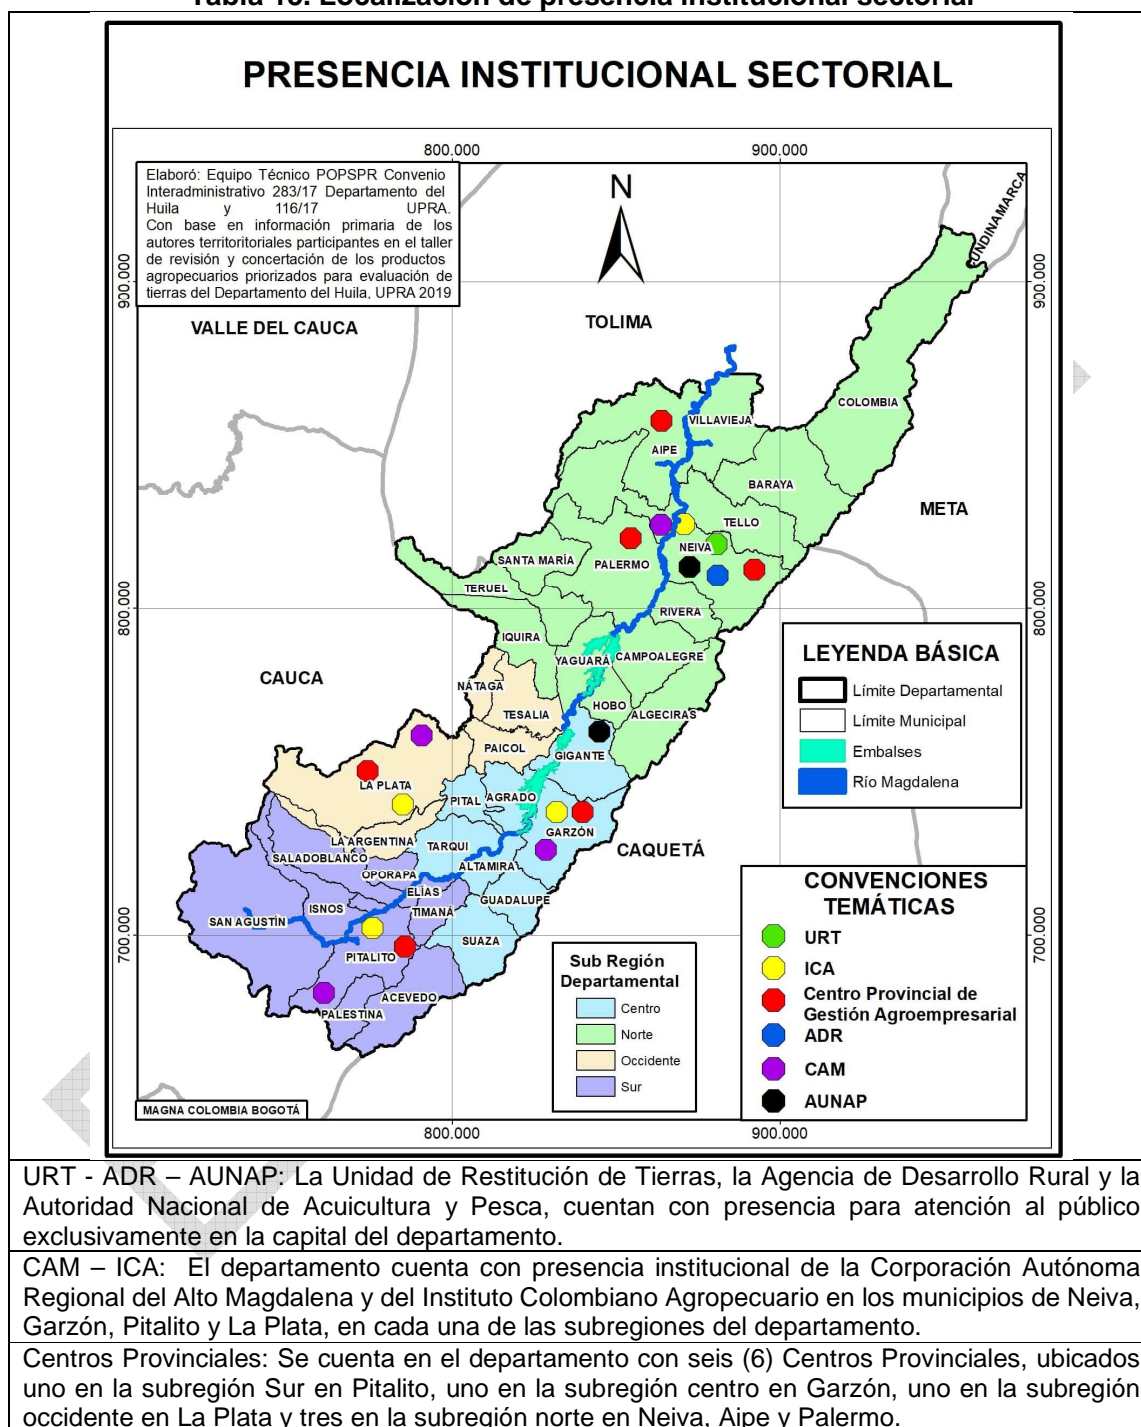 Tabla 18. Localización de presencia institucional sectorial
PRESENCIA INSTITUCIONAL SECTORIAL
800.000
900.000
Elaboró: Equipo Técnico POPSPR Convenio
Interadministrativo 283/17 Departamento del
Huila y 116/17 UPRA.
Con base en información primaria de los
autores territoritoriales participantes en el taller
de revisión y concertación de los productos
agropecuarios priorizados para evaluación de
tierras del Departamento del Huila, UPRA 2019
N
CUNDINAMARCA
900.000
900.000
VALLE DEL CAUCA
TOLIMA
COLOMBIA
VILLAVIEJA
AIPE
BARAYA
META
TELLO
NEIVA
SANTA MARÍA
PALERMO
TERUEL
800.000
800.000
RIVERA
IQUIRA
YAGUARÁ
CAMPOALEGRE
CAUCA
NÁTAGA
HOBO
ALGECIRAS
TESALIA
PAICOL
GIGANTE
LA PLATA
PITAL
AGRADO
GARZÓN
LA ARGENTINA
TARQUI
CAQUETÁ
SALADOBLANCO
ALTAMIRA
OPORAPA
ELÍAS
GUADALUPE
ISNOS
TIMANÁ
SAN AGUSTÍN
SUAZA
PITALITO
700.000
700.000
ACEVEDO
PALESTINA
LEYENDA BÁSICA
Límite Departamental
Límite Municipal
Embalses
Río Magdalena
CONVENCIONES
TEMÁTICAS
URT
ICA
Centro Provincial de
Gestión Agroempresarial
ADR
CAM
AUNAP
Sub Región
Departamental
Centro
Norte
Occidente
Sur
MAGNA COLOMBIA BOGOTÁ
800.000
900.000
URT - ADR – AUNAP: La Unidad de Restitución de Tierras, la Agencia de Desarrollo Rural y la
Autoridad Nacional de Acuicultura y Pesca, cuentan con presencia para atención al público
exclusivamente en la capital del departamento.
CAM – ICA: El departamento cuenta con presencia institucional de la Corporación Autónoma
Regional del Alto Magdalena y del Instituto Colombiano Agropecuario en los municipios de Neiva,
Garzón, Pitalito y La Plata, en cada una de las subregiones del departamento.
Centros Provinciales: Se cuenta en el departamento con seis (6) Centros Provinciales, ubicados
uno en la subregión Sur en Pitalito, uno en la subregión centro en Garzón, uno en la subregión
occidente en La Plata y tres en la subregión norte en Neiva, Aipe y Palermo.